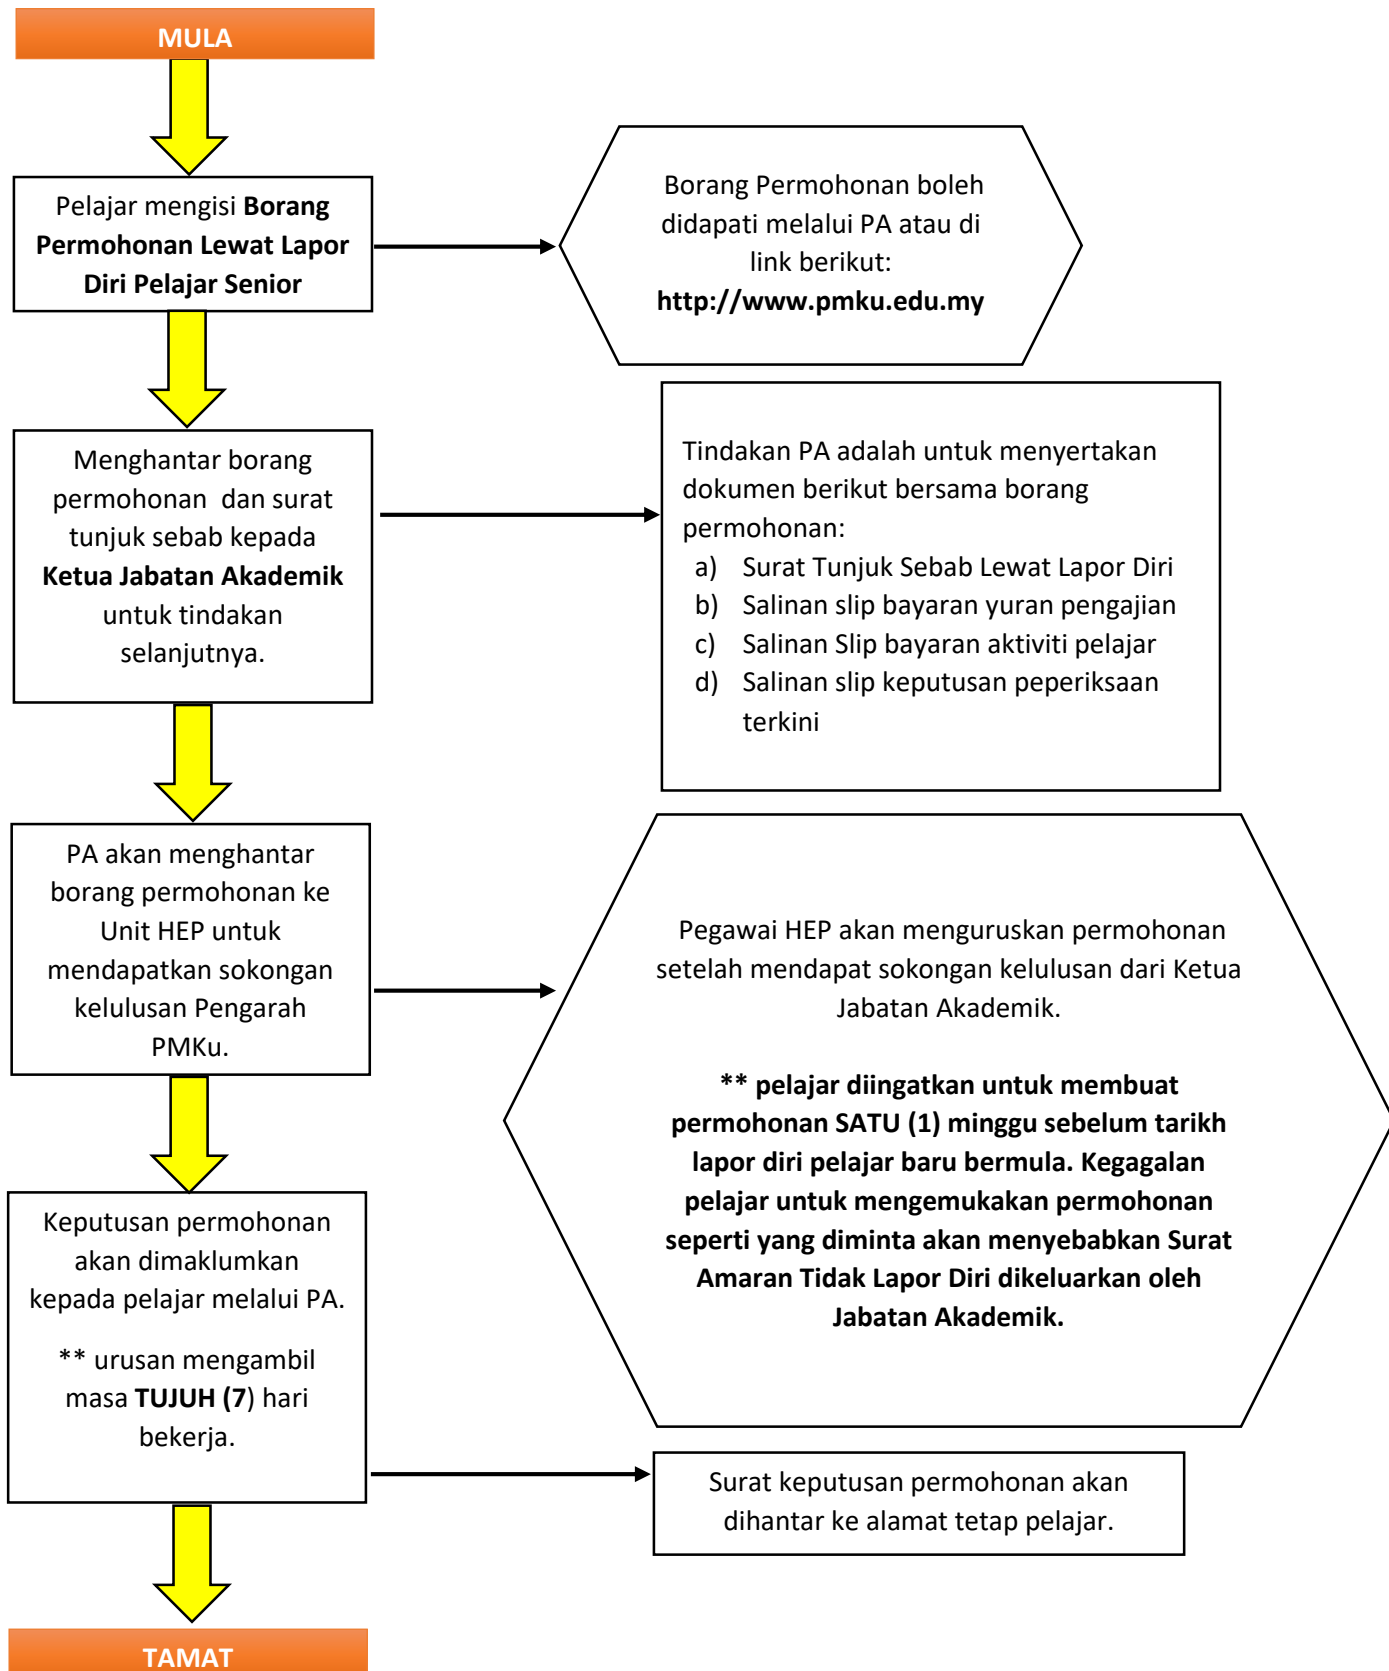 MULA
Pelajar mengisi Borang
Permohonan Lewat Lapor
Diri Pelajar Senior
Borang Permohonan boleh
didapati melalui PA atau di
link berikut:
http://www.pmku.edu.my
Menghantar borang
permohonan dan surat
tunjuk sebab kepada
Ketua Jabatan Akademik
untuk tindakan
selanjutnya.
Tindakan PA adalah untuk menyertakan
dokumen berikut bersama borang
permohonan:
a) Surat Tunjuk Sebab Lewat Lapor Diri
b) Salinan slip bayaran yuran pengajian
c) Salinan Slip bayaran aktiviti pelajar
d) Salinan slip keputusan peperiksaan
terkini
PA akan menghantar
borang permohonan ke
Unit HEP untuk
mendapatkan sokongan
kelulusan Pengarah
PMKu.
Pegawai HEP akan menguruskan permohonan
setelah mendapat sokongan kelulusan dari Ketua
Jabatan Akademik.
** pelajar diingatkan untuk membuat
permohonan SATU (1) minggu sebelum tarikh
lapor diri pelajar baru bermula. Kegagalan
pelajar untuk mengemukakan permohonan
seperti yang diminta akan menyebabkan Surat
Amaran Tidak Lapor Diri dikeluarkan oleh
Jabatan Akademik.
Keputusan permohonan
akan dimaklumkan
kepada pelajar melalui PA.
** urusan mengambil
masa TUJUH (7) hari
bekerja.
Surat keputusan permohonan akan
dihantar ke alamat tetap pelajar.
TAMAT